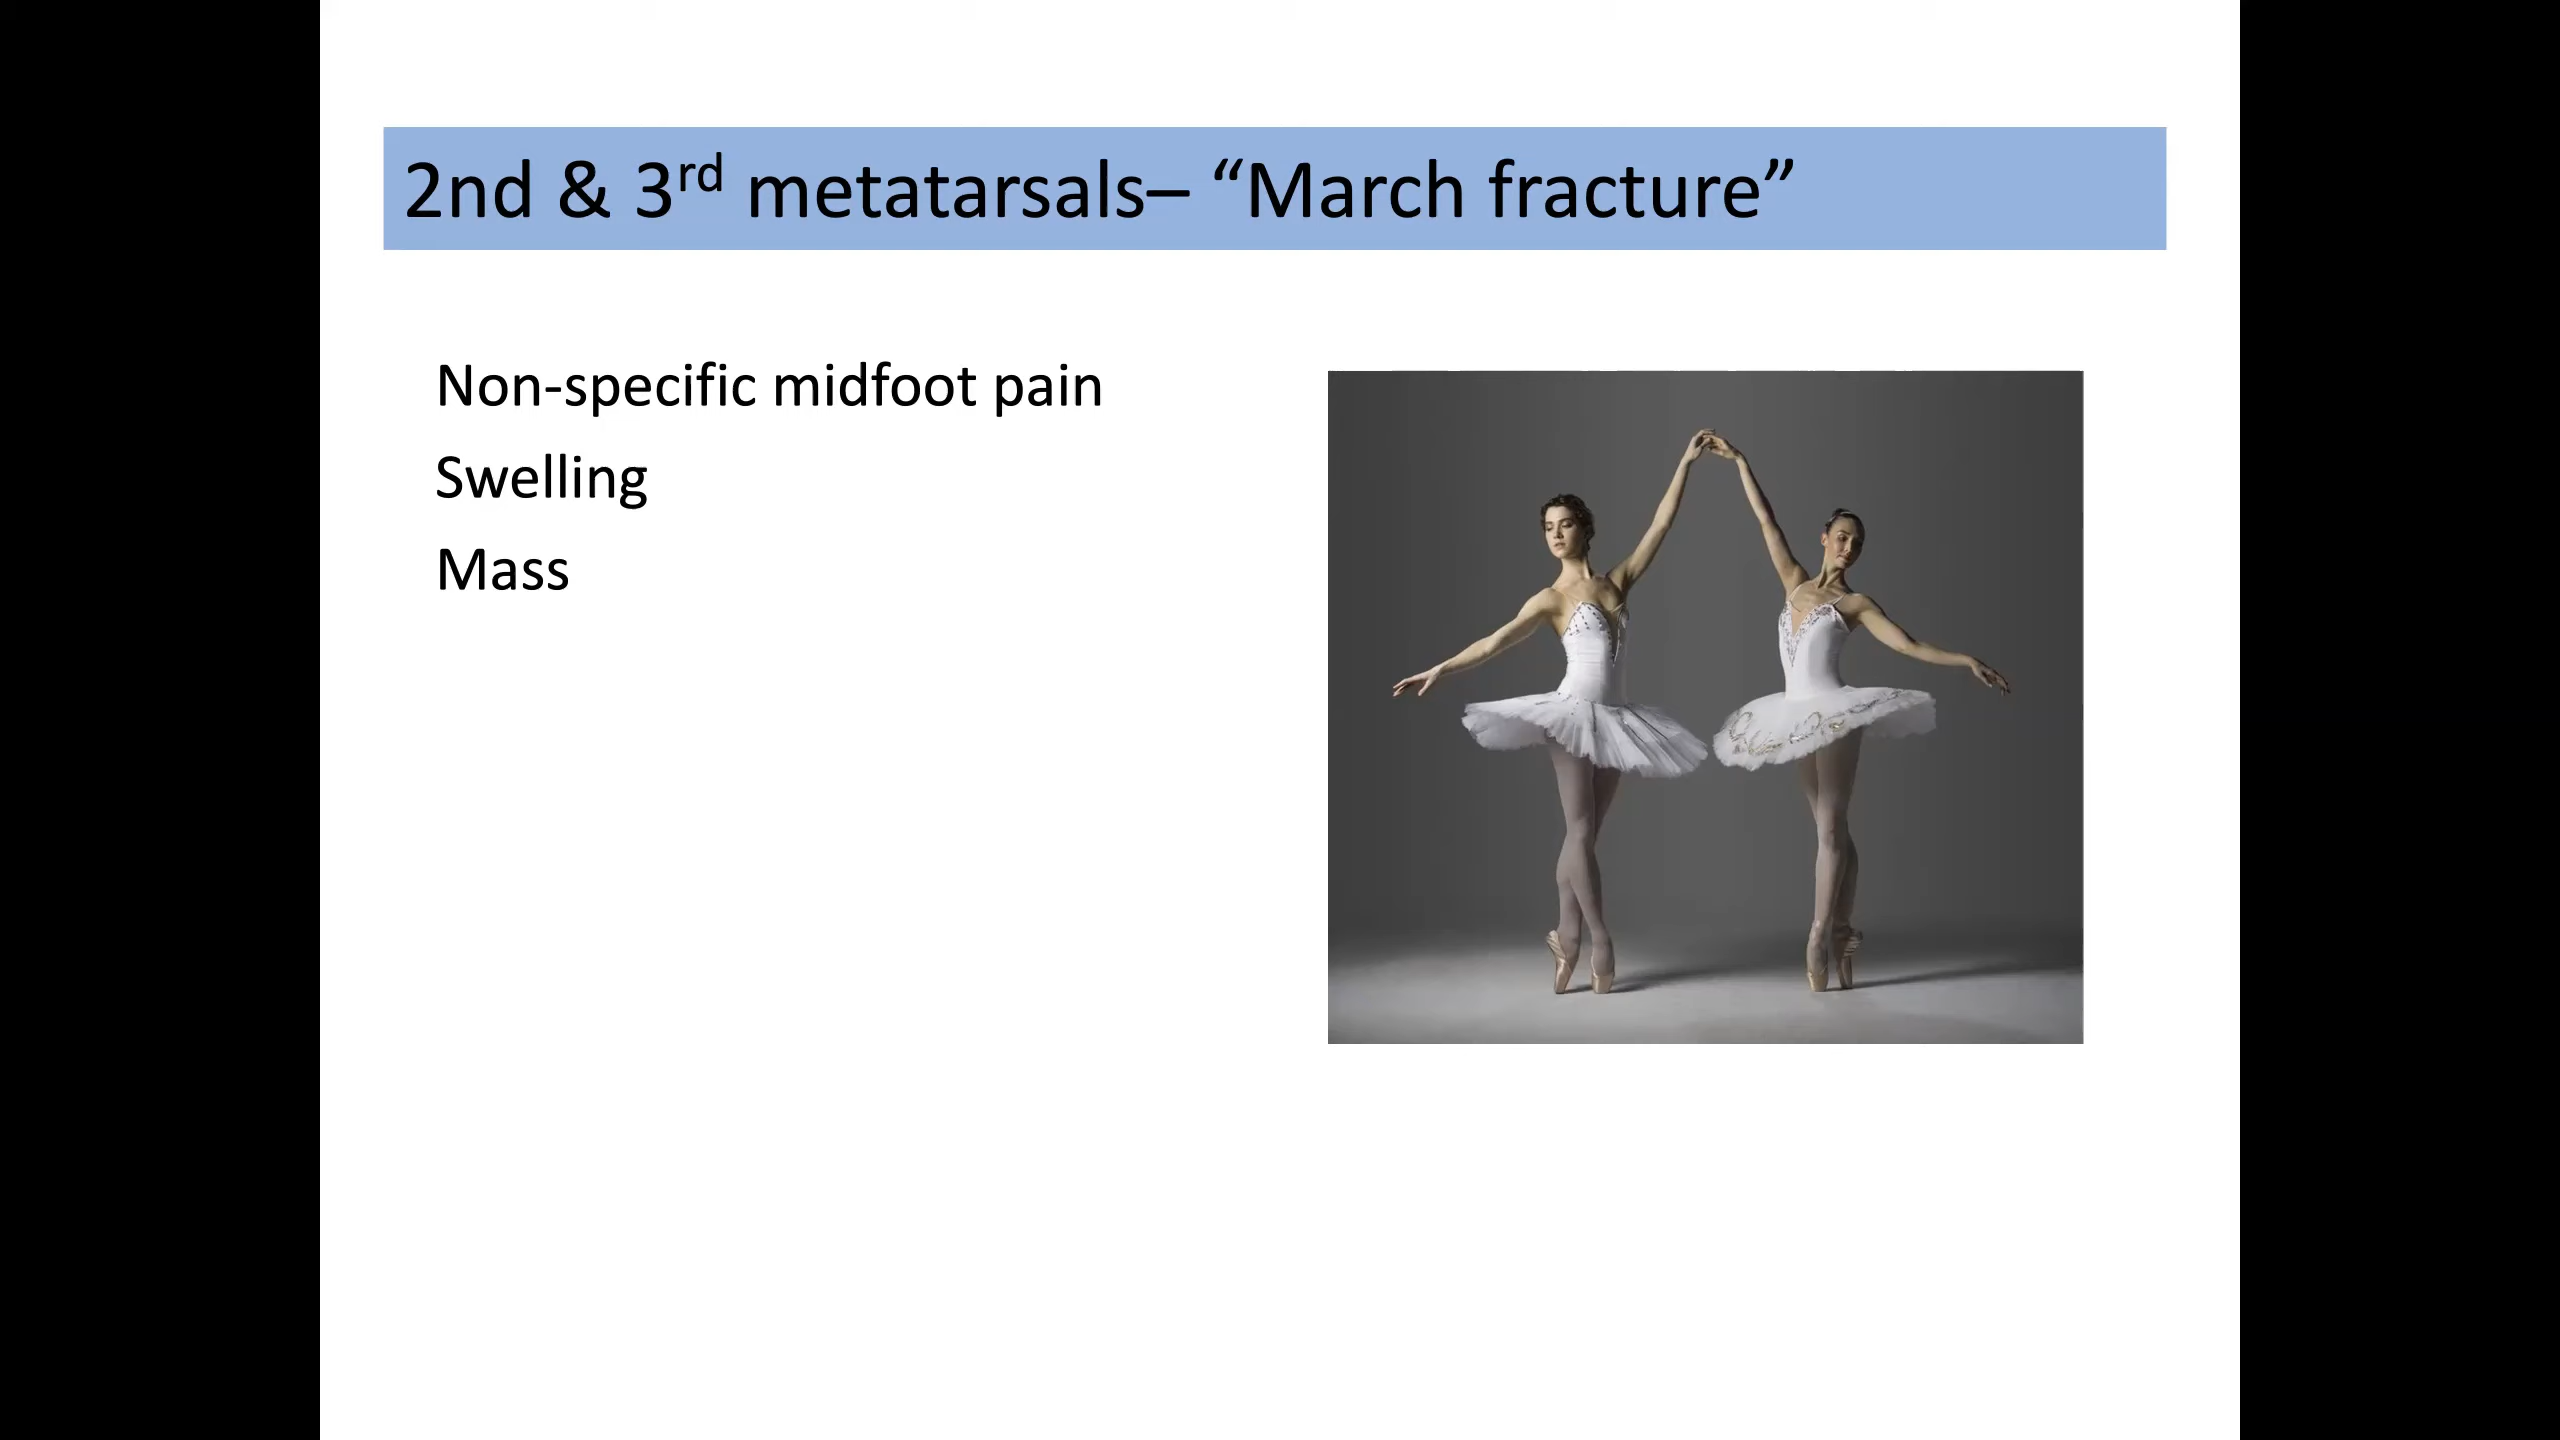 2nd & 3rd metatarsals– “March fracture”
Non-specific midfoot pain
Swelling
Mass